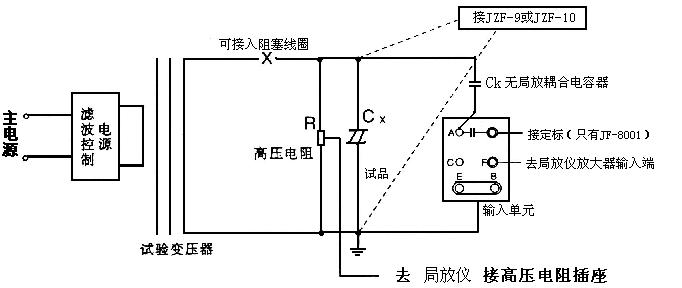 接JZF-9或JZF-10
可接入阻塞线圈
X
Ck 无局放耦合电容器
主电源
滤波控制
电源
R
Cx
高压电阻
试品
A
接定标（只有JF-8001）
C
F
去局放仪放大器输入端
E
B
输入单元
试验变压器
去 局放仪 接高压电阻插座